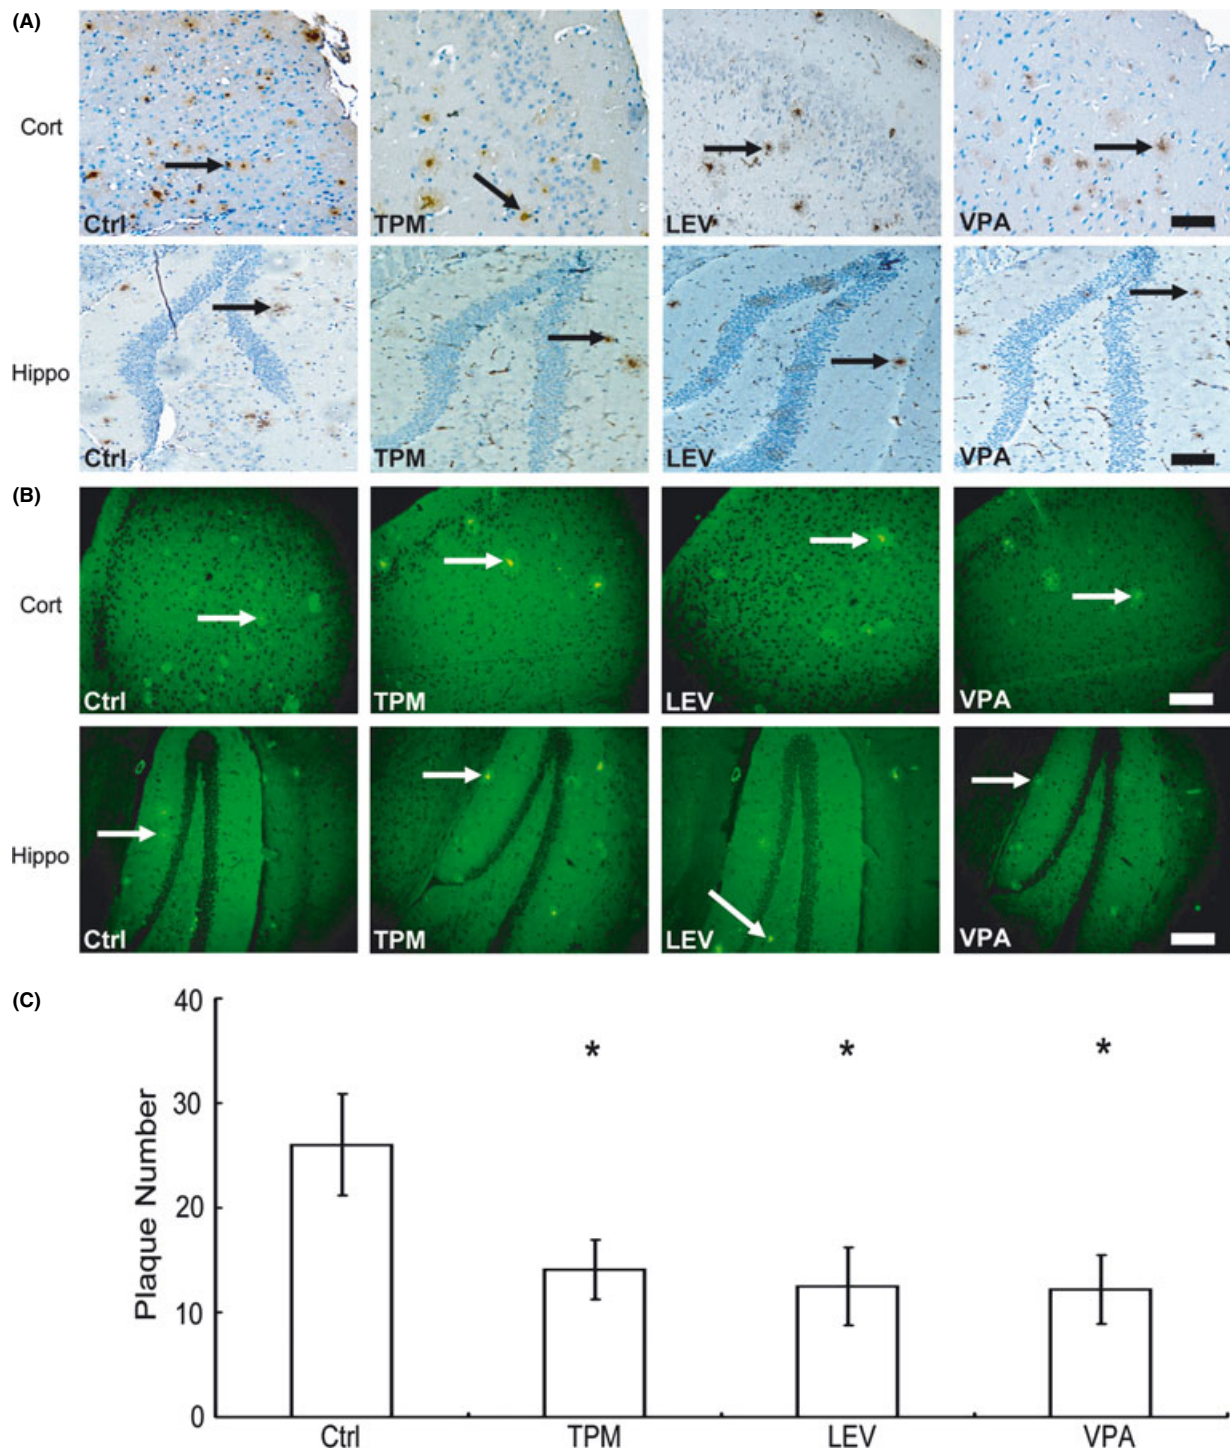 (A)
Cort
Ctrl
TPM
LEV
VPA
Hippo
Ctrl
TPM
LEV
VPA
(B)
Cort
Ctrl
TPM
LEV
VPA
Hippo
Ctrl
TPM
LEV
VPA
(C)
Plaque Number
40
30
20
10
0
* * *
Ctrl TPM LEV VPA